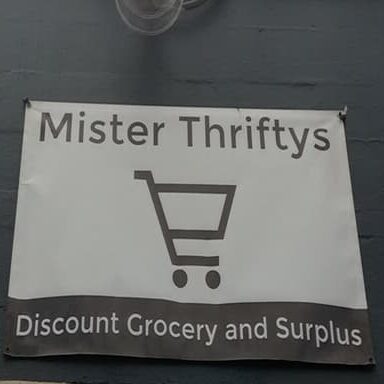 Mister Thriftys
Discount Grocery and Surplus